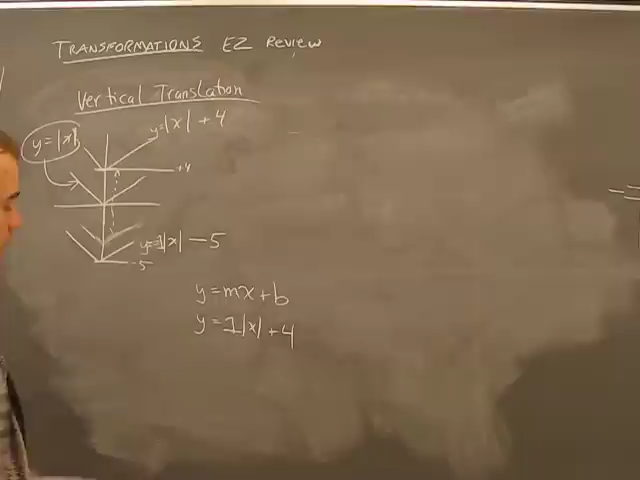 TRANSFORMATIONS EZ Review
Vertical Translation
y=|x| + 4
y=|x|
+4
y=1|x| - 5
-5
y=mx+b
y=1|x|+4